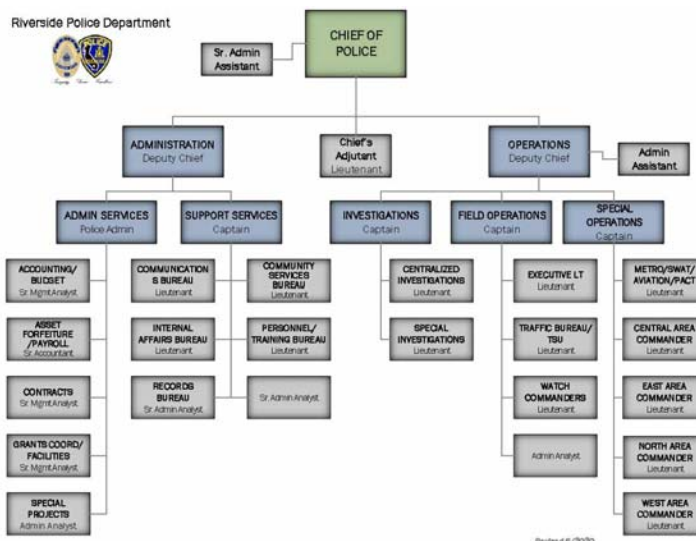 Riverside Police Department
CHIEF OF
POLICE
Sr. Admin
Assistant
ADMINISTRATION
Deputy Chief
Chief's
Adjutant
Lieutenant
OPERATIONS
Deputy Chief
Admin
Assistant
ADMIN SERVICES
Police Admin
SUPPORT SERVICES
Captain
INVESTIGATIONS
Captain
FIELD OPERATIONS
Captain
SPECIAL
OPERATIONS
Captain
ACCOUNTING/
BUDGET
Sr. Mgmt Analyst
ASSET
FORFEITURE
/PAYROLL
Sr. Accountant
CONTRACTS
Sr. Mgmt Analyst
GRANTS COORD/
FACILITIES
Sr. Mgmt Analyst
SPECIAL
PROJECTS
Admin Analyst
COMMUNICATION
S BUREAU
Lieutenant
INTERNAL
AFFAIRS BUREAU
Lieutenant
RECORDS
BUREAU
Sr. Admin Analyst
COMMUNITY
SERVICES
BUREAU
Lieutenant
PERSONNEL/
TRAINING BUREAU
Lieutenant
Sr. Admin Analyst
CENTRALIZED
INVESTIGATIONS
Lieutenant
SPECIAL
INVESTIGATIONS
Lieutenant
EXECUTIVE LT
Lieutenant
TRAFFIC BUREAU/
TSU
Lieutenant
WATCH
COMMANDERS
Lieutenant
Admin Analyst
METRO/SWAT/
AVIATION/PACT
Lieutenant
CENTRAL AREA
COMMANDER
Lieutenant
EAST AREA
COMMANDER
Lieutenant
NORTH AREA
COMMANDER
Lieutenant
WEST AREA
COMMANDER
Lieutenant